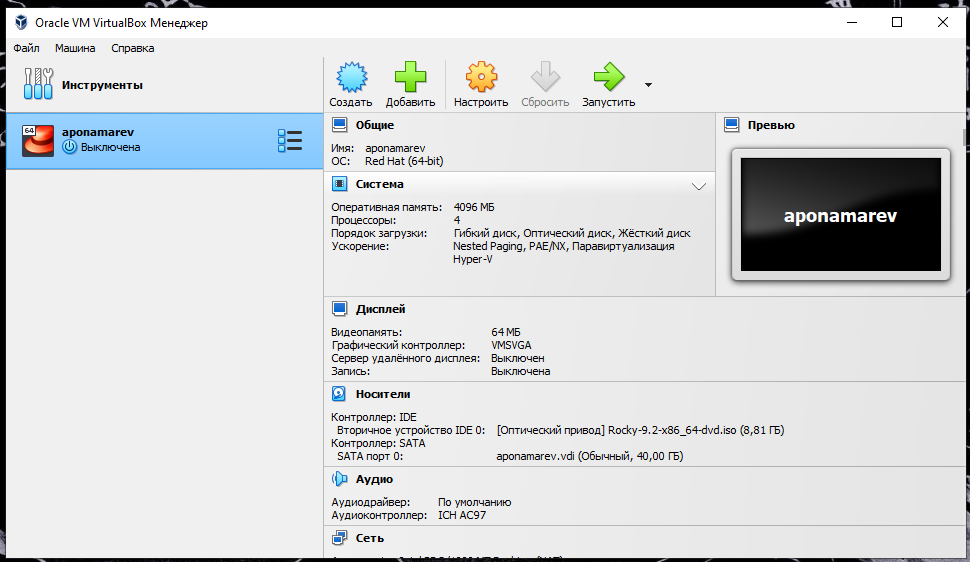 Oracle VM VirtualBox Менеджер
Файл Машина Справка
Инструменты
Создать Добавить Настроить Сбросить Запустить
64
aponamarev
Выключена
Общие
Имя: aponamarev
ОС: Red Hat (64-bit)
Превью
aponamarev
Система
Оперативная память: 4096 МБ
Процессоры: 4
Порядок загрузки: Гибкий диск, Оптический диск, Жёсткий диск
Ускорение: Nested Paging, PAE/NX, Паравиртуализация
Hyper-V
Дисплей
Видеопамять: 64 МБ
Графический контроллер: VMSVGA
Сервер удалённого дисплея: Выключен
Запись: Выключена
Носители
Контроллер: IDE
Вторичное устройство IDE 0: [Оптический привод] Rocky-9.2-x86_64-dvd.iso (8,81 ГБ)
Контроллер: SATA
SATA порт 0: aponamarev.vdi (Обычный, 40,00 ГБ)
Аудио
Аудиодрайвер: По умолчанию
Аудиоконтроллер: ICH AC97
Сеть